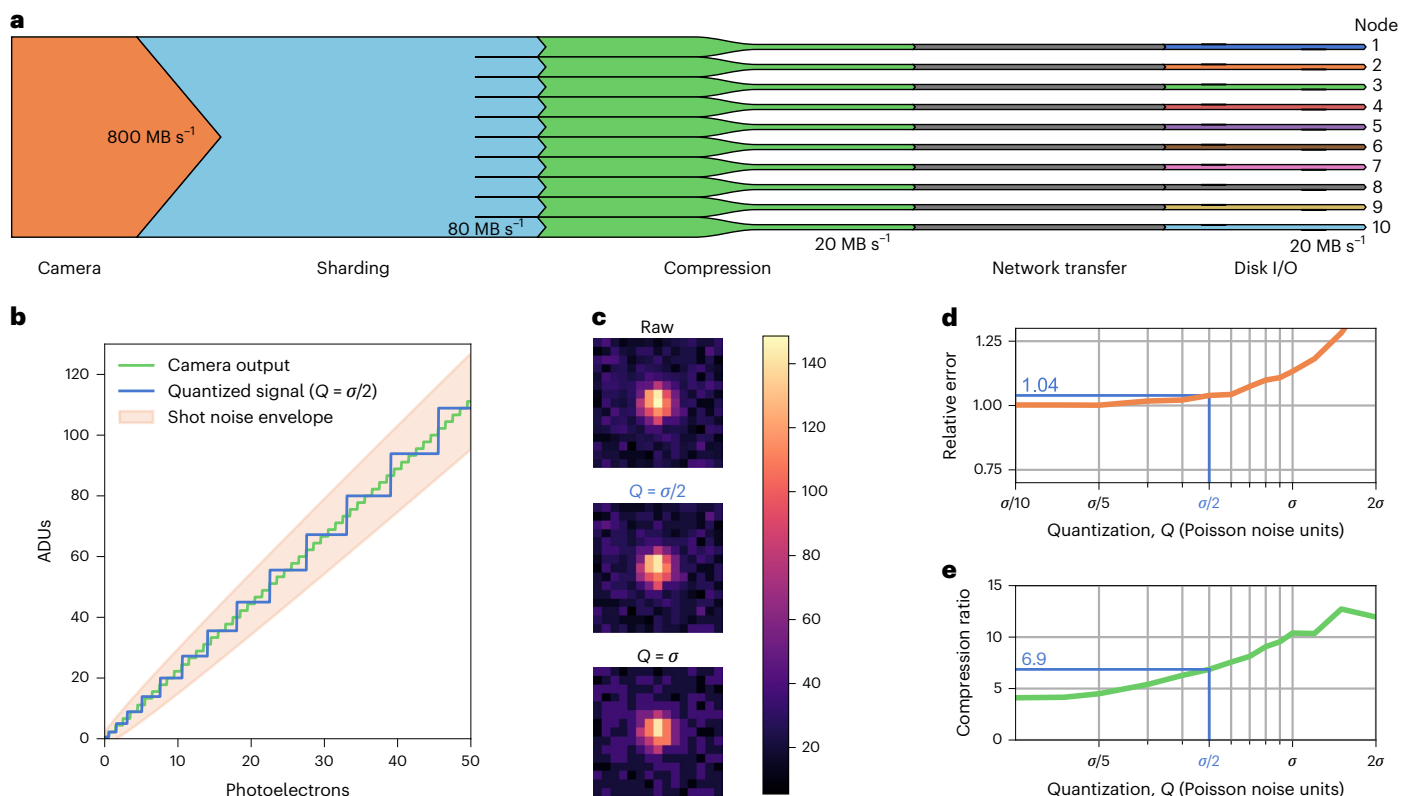 a
Node
1
2
3
4
5
6
7
8
9
10
800 MB s⁻¹
80 MB s⁻¹
20 MB s⁻¹
20 MB s⁻¹
Camera
Sharding
Compression
Network transfer
Disk I/O
b
Camera output
Quantized signal (Q = σ/2)
Shot noise envelope
ADUs
120
100
80
60
40
20
0
0
10
20
30
40
50
Photoelectrons
c
Raw
Q = σ/2
Q = σ
140
120
100
80
60
40
20
d
Relative error
1.25
1.00
0.75
1.04
σ/10
σ/5
σ/2
σ
2σ
Quantization, Q (Poisson noise units)
e
Compression ratio
15
10
5
0
6.9
σ/5
σ/2
σ
2σ
Quantization, Q (Poisson noise units)